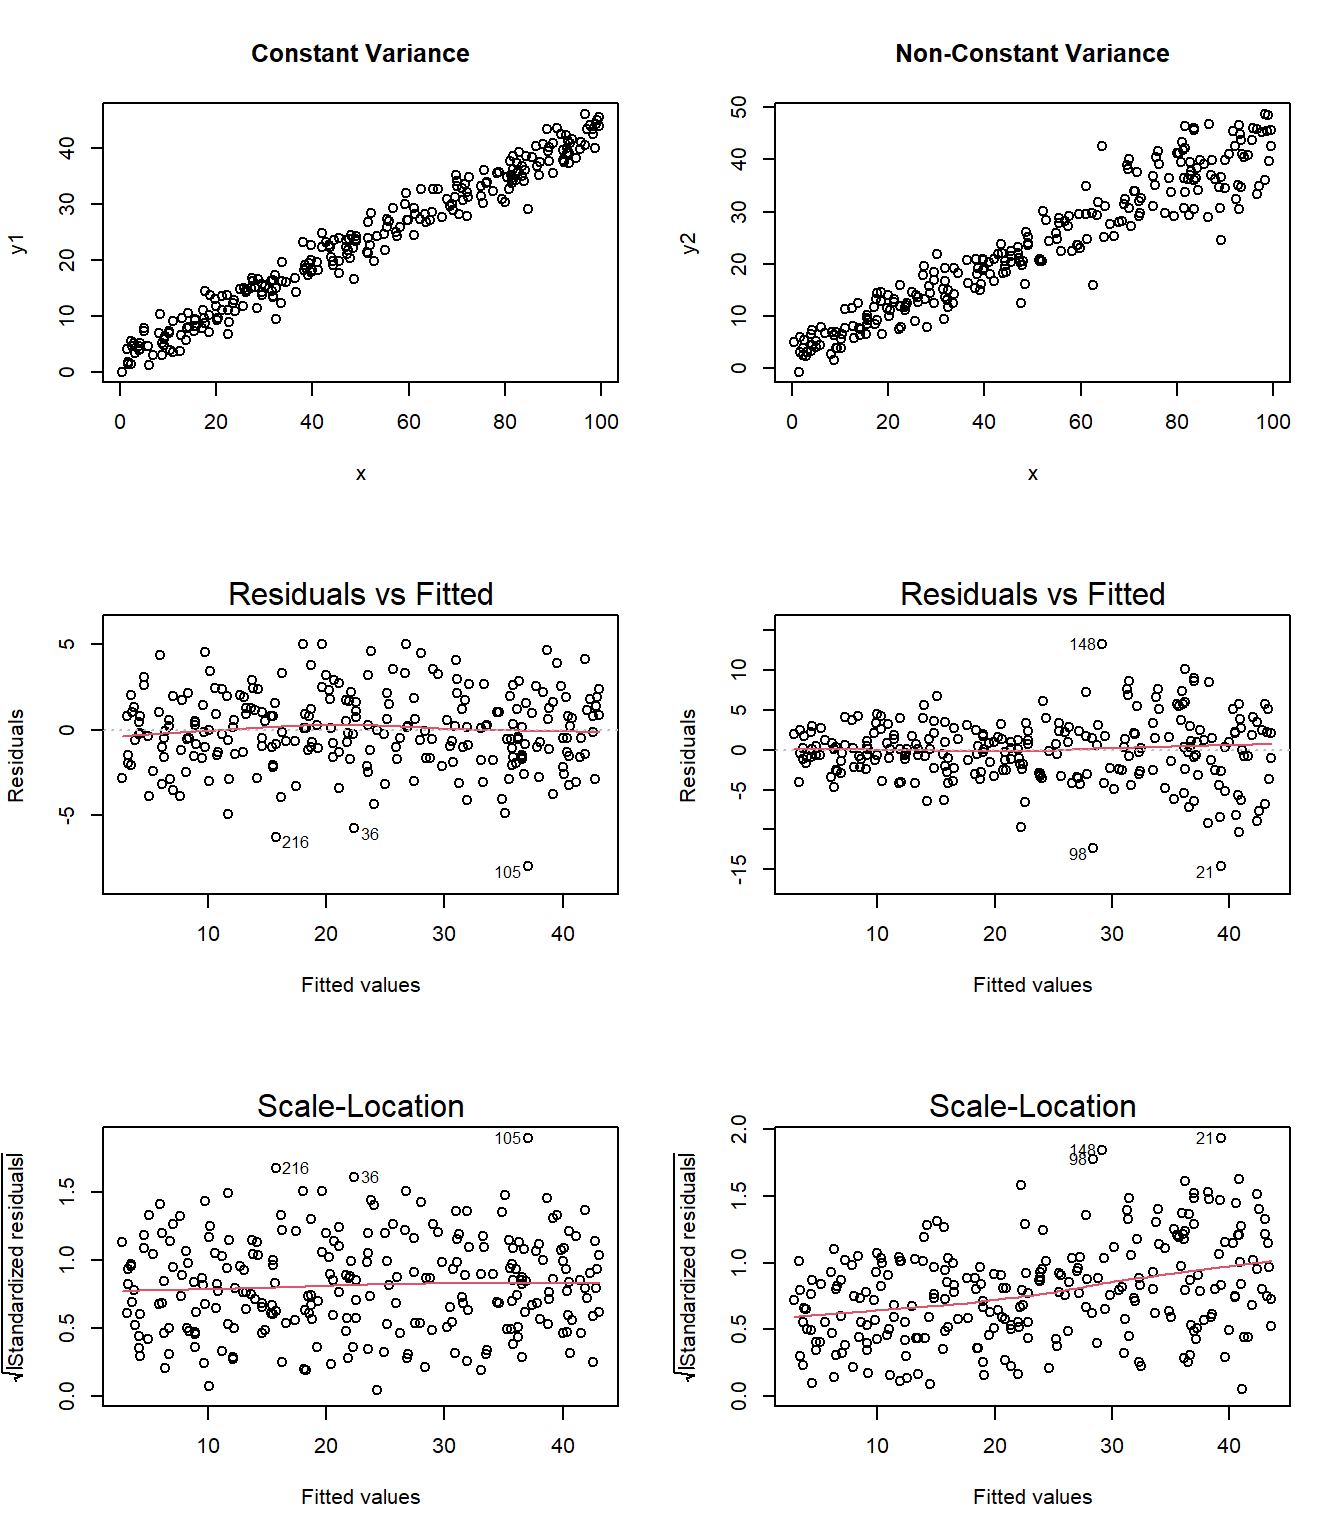 Constant Variance
y1
0 10 20 30 40
0 20 40 60 80 100
x
Non-Constant Variance
y2
0 10 20 30 40 50
0 20 40 60 80 100
x
Residuals vs Fitted
Residuals
-5 0 5
216
36
105
10 20 30 40
Fitted values
Residuals vs Fitted
Residuals
-15 -5 0 5 10
148
98
21
10 20 30 40
Fitted values
Scale-Location
√|Standardized residuals|
0.0 0.5 1.0 1.5
105
216
36
10 20 30 40
Fitted values
Scale-Location
√|Standardized residuals|
0.0 0.5 1.0 1.5 2.0
21
148
98
10 20 30 40
Fitted values